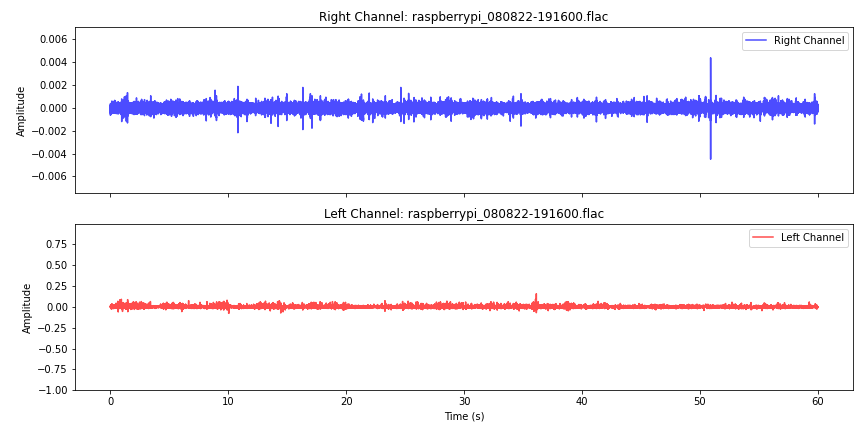 Right Channel: raspberrypi_080822-191600.flac
Right Channel
0.006
0.004
0.002
0.000
−0.002
−0.004
−0.006
Amplitude
Left Channel: raspberrypi_080822-191600.flac
Left Channel
0.75
0.50
0.25
0.00
−0.25
−0.50
−0.75
−1.00
Amplitude
0 10 20 30 40 50 60
Time (s)